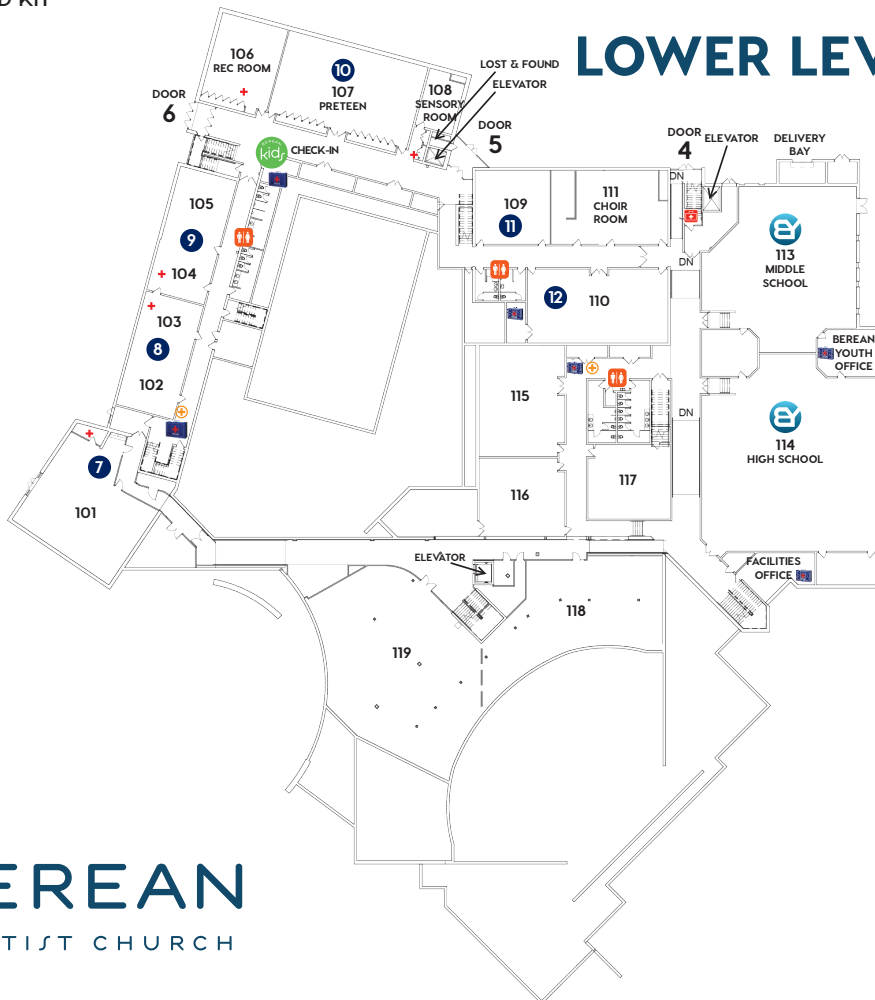 D KIT
LOWER LEV
106
REC ROOM
10
107
PRETEEN
108
SENSORY
ROOM
LOST & FOUND
ELEVATOR
DOOR
6
DOOR
5
DOOR
4
ELEVATOR
DELIVERY
BAY
BEREAN
kids
CHECK-IN
DN
105
9
104
109
11
111
CHOIR
ROOM
113
MIDDLE
SCHOOL
DN
103
8
102
12
110
BEREAN
YOUTH
OFFICE
115
DN
114
HIGH SCHOOL
7
101
116
117
ELEVATOR
FACILITIES
OFFICE
118
119
EREAN
TIST CHURCH